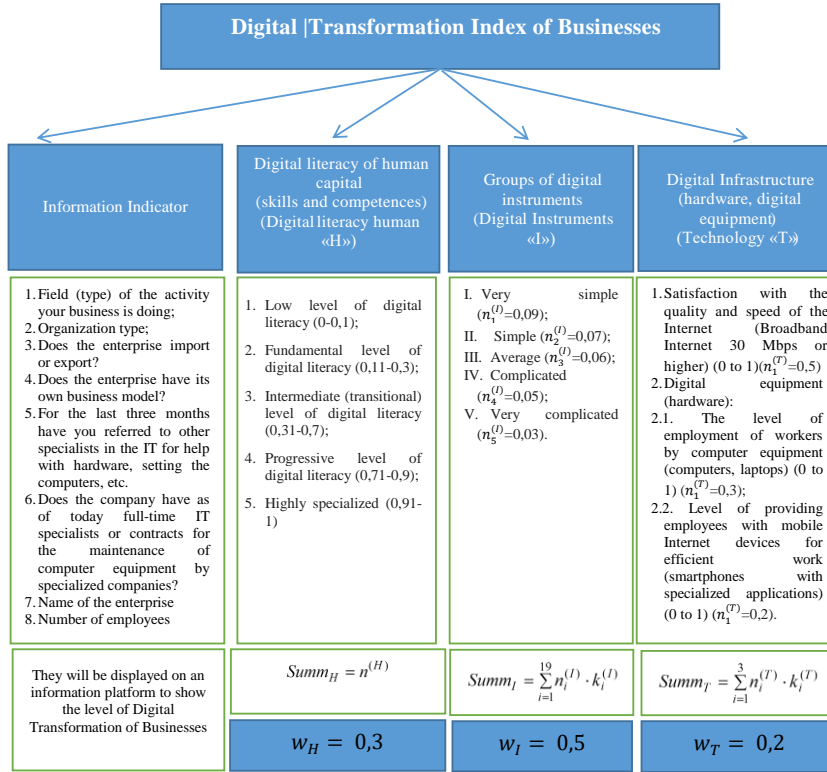 Digital |Transformation Index of Businesses
Information Indicator
Digital literacy of human
capital
(skills and competences)
(Digital literacy human
«H»)
Groups of digital
instruments
(Digital Instruments
«I»)
Digital Infrastructure
(hardware, digital
equipment)
(Technology «T»)
1. Field (type) of the activity
your business is doing;
2. Organization type;
3. Does the enterprise import
or export?
4. Does the enterprise have its
own business model?
5. For the last three months
have you referred to other
specialists in the IT for help
with hardware, setting the
computers, etc.
6. Does the company have as
of today full-time IT
specialists or contracts for
the maintenance of
computer equipment by
specialized companies?
7. Name of the enterprise
8. Number of employees
1. Low level of digital
literacy (0-0,1);
2. Fundamental level of
digital literacy (0,11-0,3);
3. Intermediate (transitional)
level of digital literacy
(0,31-0,7);
4. Progressive level of
digital literacy (0,71-0,9);
5. Highly specialized (0,91-
1)
I. Very simple
(n₁⁽ᴵ⁾=0,09);
II. Simple (n₂⁽ᴵ⁾=0,07);
III. Average (n₃⁽ᴵ⁾=0,06);
IV. Complicated
(n₄⁽ᴵ⁾=0,05);
V. Very complicated
(n₅⁽ᴵ⁾=0,03).
1. Satisfaction with the
quality and speed of the
Internet (Broadband
Internet 30 Mbps or
higher) (0 to 1)(n₁⁽ᵀ⁾=0,5)
2. Digital equipment
(hardware):
2.1. The level of
employment of workers
by computer equipment
(computers, laptops) (0 to
1) (n₁⁽ᵀ⁾=0,3);
2.2. Level of providing
employees with mobile
Internet devices for
efficient work
(smartphones with
specialized applications)
(0 to 1) (n₁⁽ᵀ⁾=0,2).
They will be displayed on an
information platform to show
the level of Digital
Transformation of Businesses
Summ_H = n⁽ᴴ⁾
Summ_I = ∑_{i=1}^{19} n_i^{(I)} · k_i^{(I)}
Summ_T = ∑_{i=1}^{3} n_i^{(T)} · k_i^{(T)}
w_H = 0,3
w_I = 0,5
w_T = 0,2